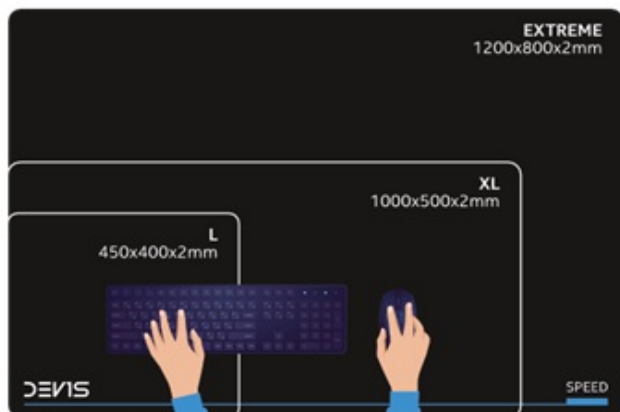 EXTREME
1200x800x2mm
XL
1000x500x2mm
L
450x400x2mm
DEVIS
SPEED